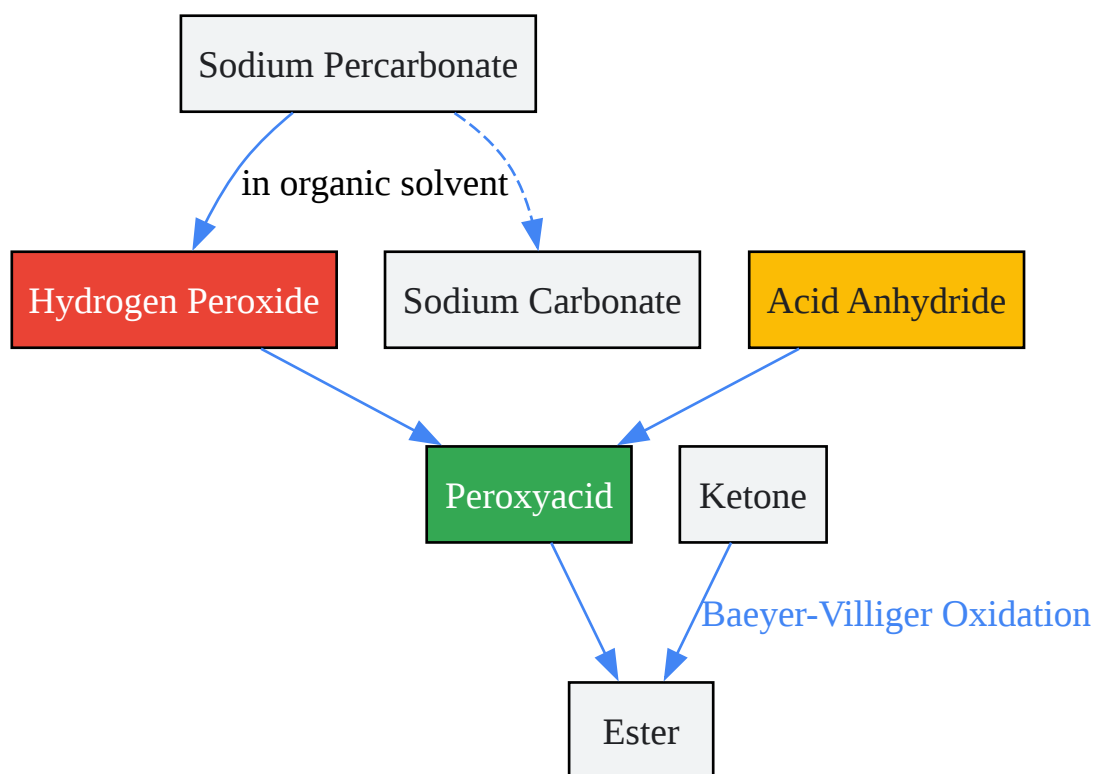 Sodium Percarbonate
in organic solvent
Hydrogen Peroxide
Sodium Carbonate
Acid Anhydride
Peroxyacid
Ketone
Baeyer-Villiger Oxidation
Ester